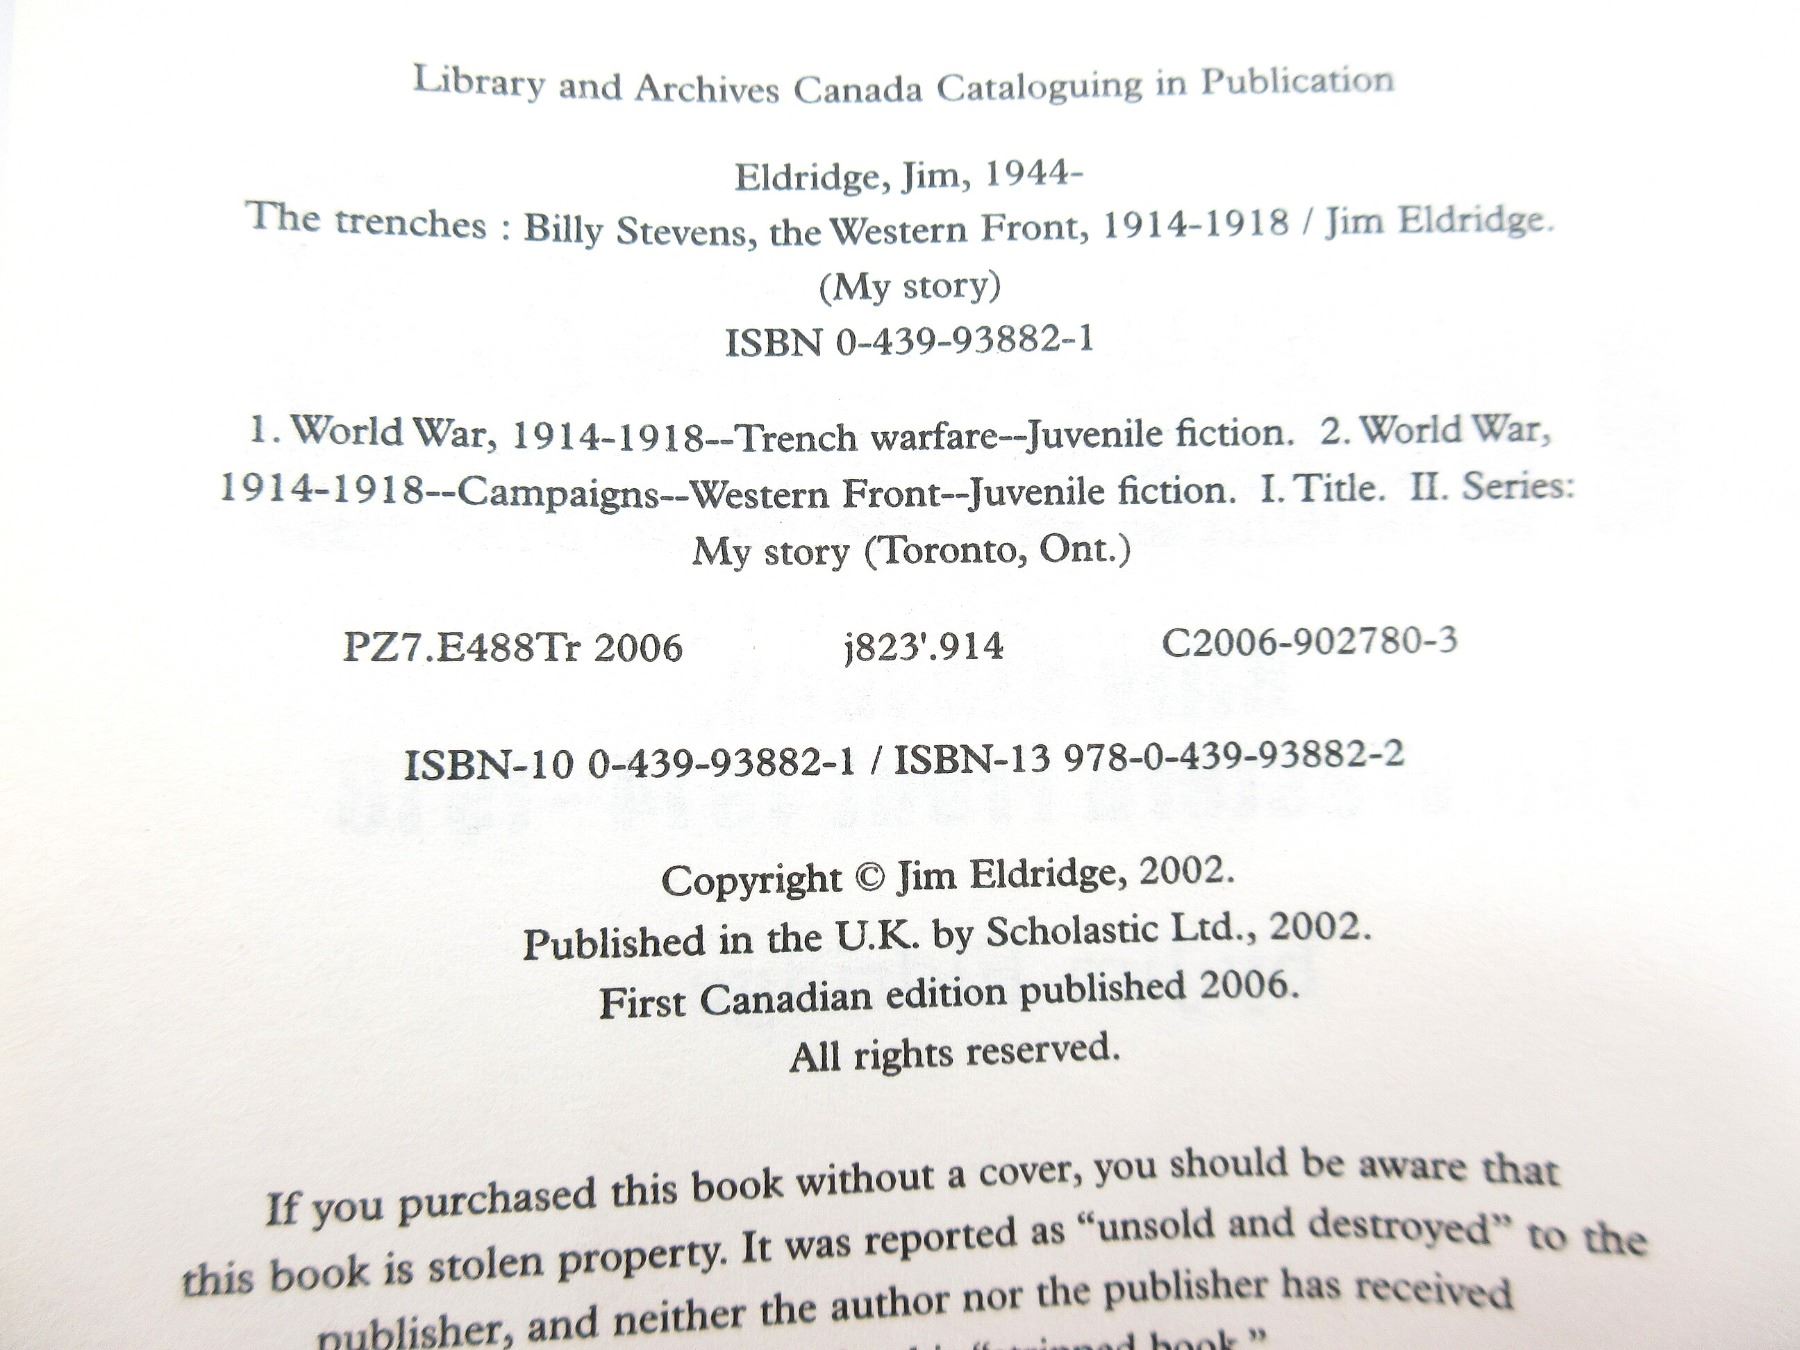 Library and Archives Canada Cataloguing in Publication
Eldridge, Jim, 1944-
The trenches : Billy Stevens, the Western Front, 1914-1918 / Jim Eldridge.
(My story)
ISBN 0-439-93882-1
1. World War, 1914-1918--Trench warfare--Juvenile fiction. 2. World War,
1914-1918--Campaigns--Western Front--Juvenile fiction. I. Title. II. Series:
My story (Toronto, Ont.)
PZ7.E488Tr 2006 j823'.914 C2006-902780-3
ISBN-10 0-439-93882-1 / ISBN-13 978-0-439-93882-2
Copyright © Jim Eldridge, 2002.
Published in the U.K. by Scholastic Ltd., 2002.
First Canadian edition published 2006.
All rights reserved.
If you purchased this book without a cover, you should be aware that
this book is stolen property. It was reported as “unsold and destroyed” to the
publisher, and neither the author nor the publisher has received
“stripped book.”